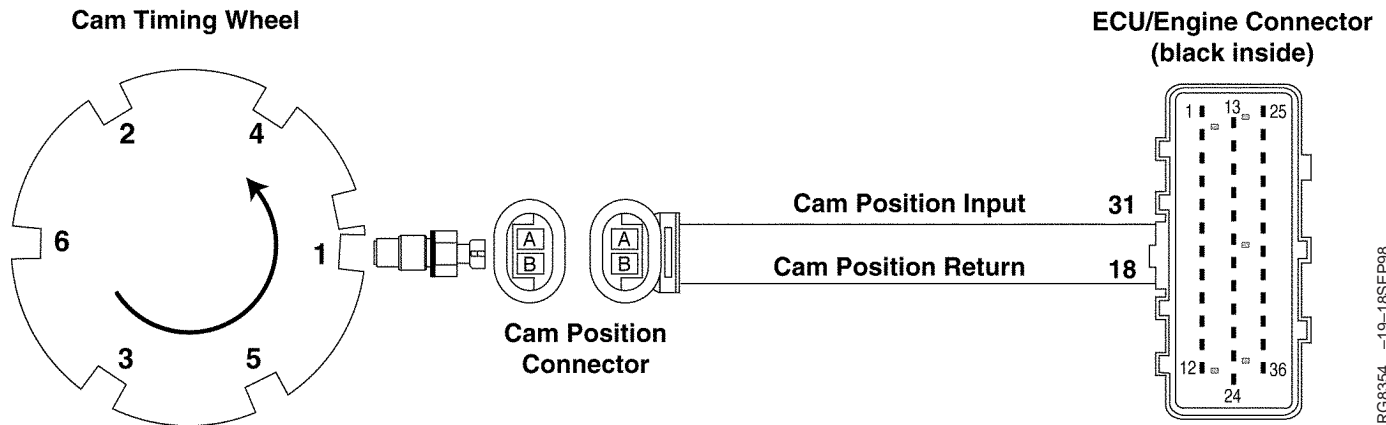 Cam Timing Wheel
ECU/Engine Connector
(black inside)
2
4
6
1
3
5
A
B
A
B
Cam Position
Connector
Cam Position Input 31
Cam Position Return 18
1 13 25
12 24 36
RG8354 –19–18SEP98